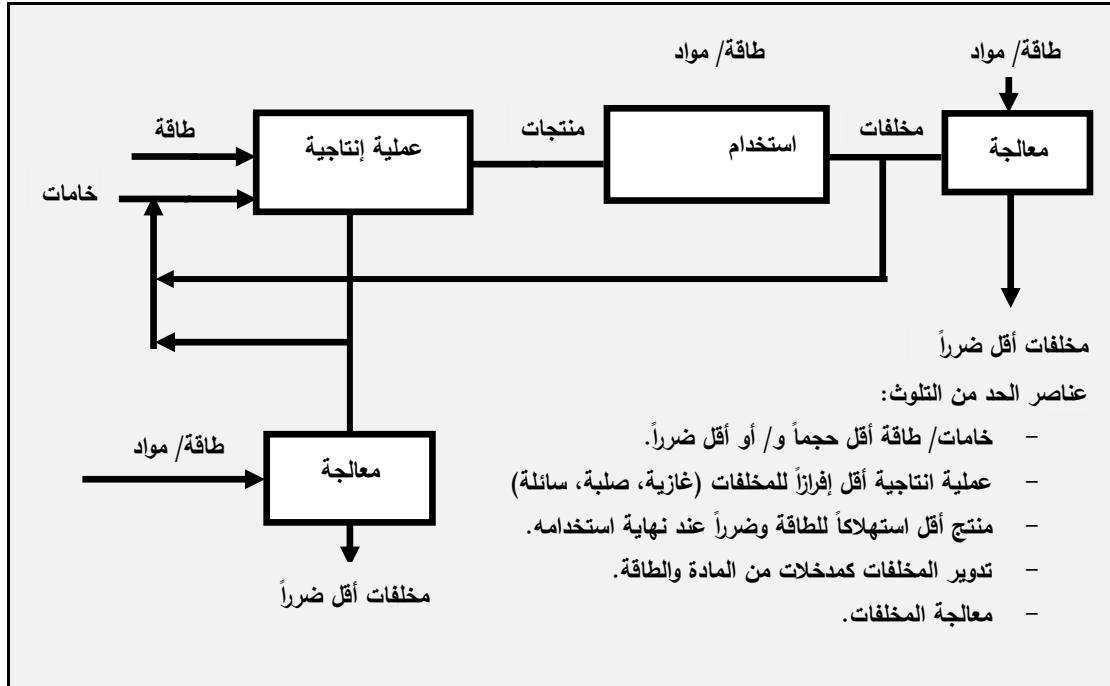 طاقة/ مواد
طاقة/ مواد
طاقة
عملية إنتاجية
منتجات
استخدام
مخلفات
معالجة
خامات
مخلفات أقل ضرراً
عناصر الحد من التلوث:
- خامات/ طاقة أقل حجماً و/ أو أقل ضرراً.
- عملية انتاجية أقل إفرازاً للمخلفات (غازية، صلبة، سائلة)
- منتج أقل استهلاكاً للطاقة وضرراً عند نهاية استخدامه.
- تدوير المخلفات كمدخلات من المادة والطاقة.
- معالجة المخلفات.
طاقة/ مواد
معالجة
مخلفات أقل ضرراً